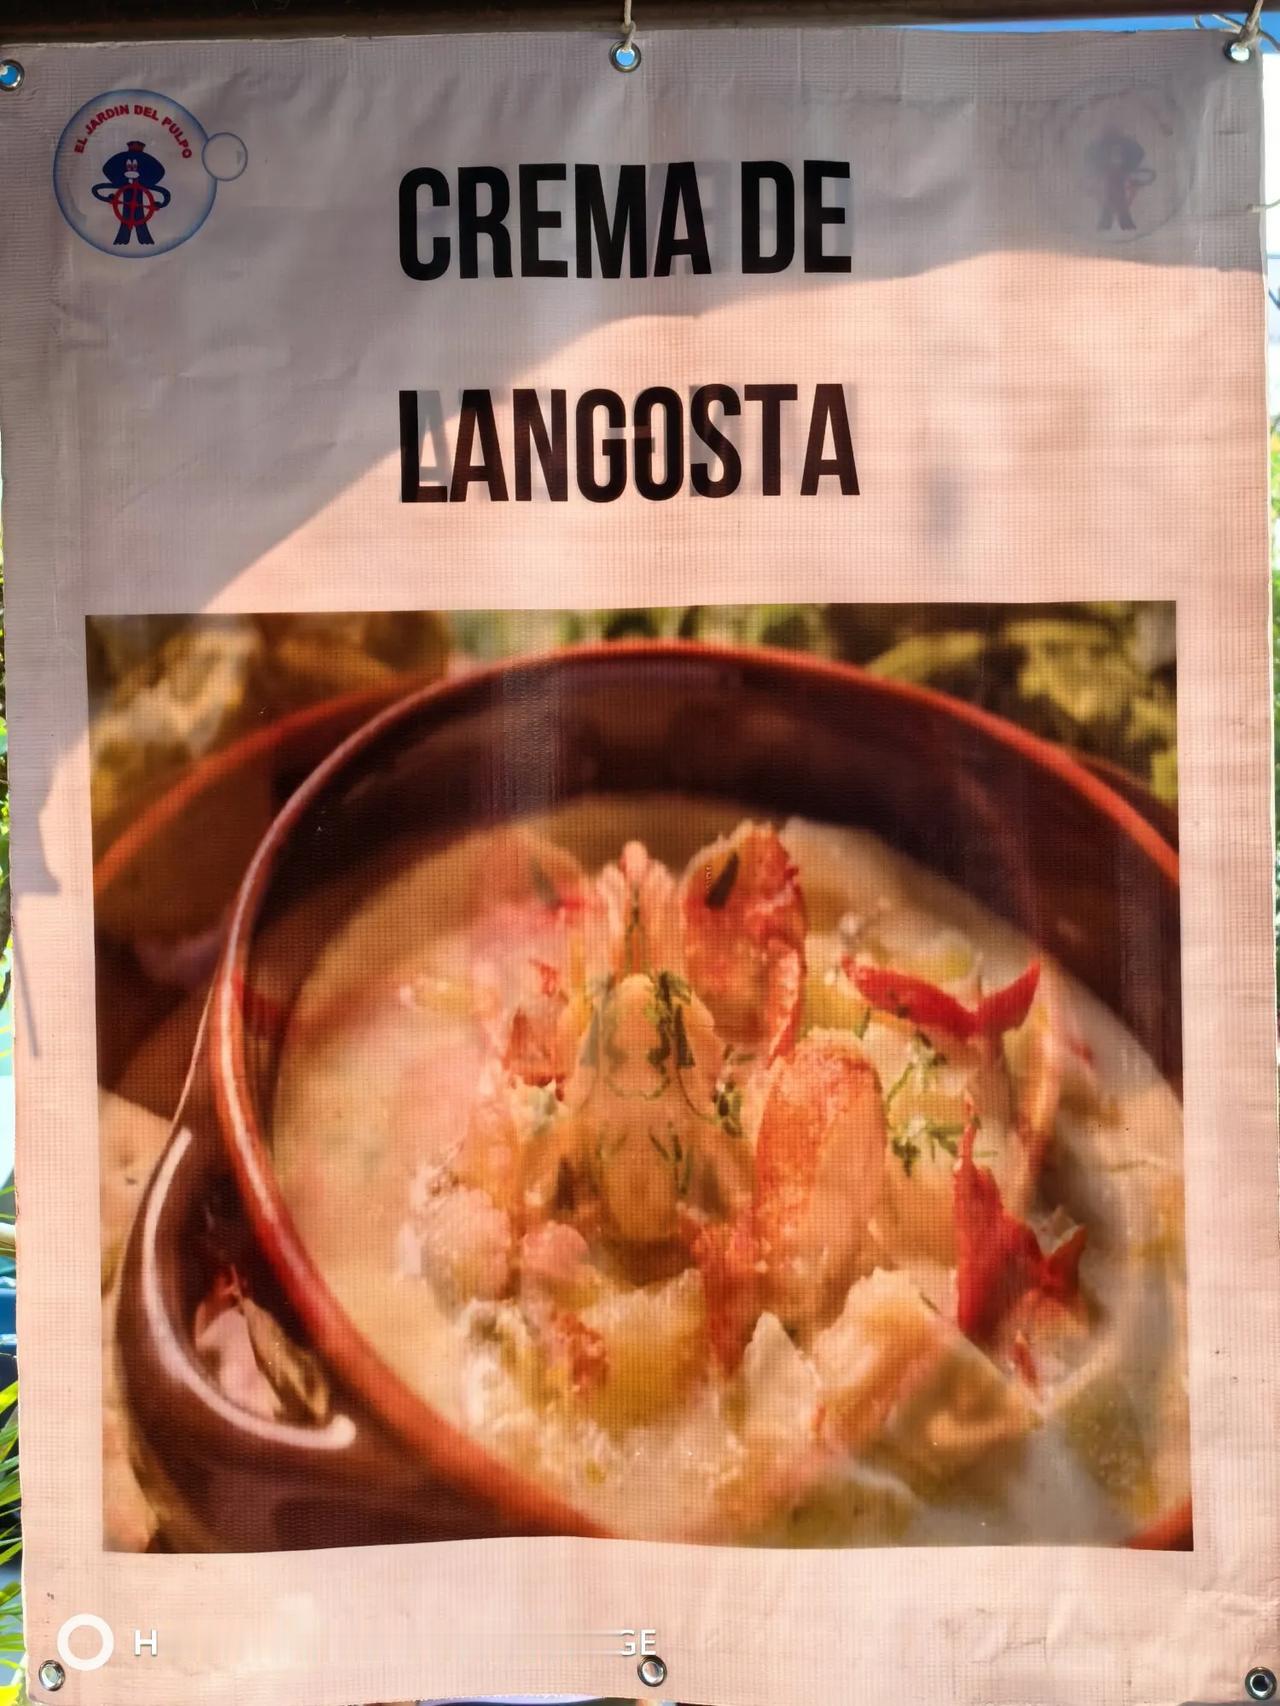 EL JARDIN DEL PULPO
CREMA DE
LANGOSTA